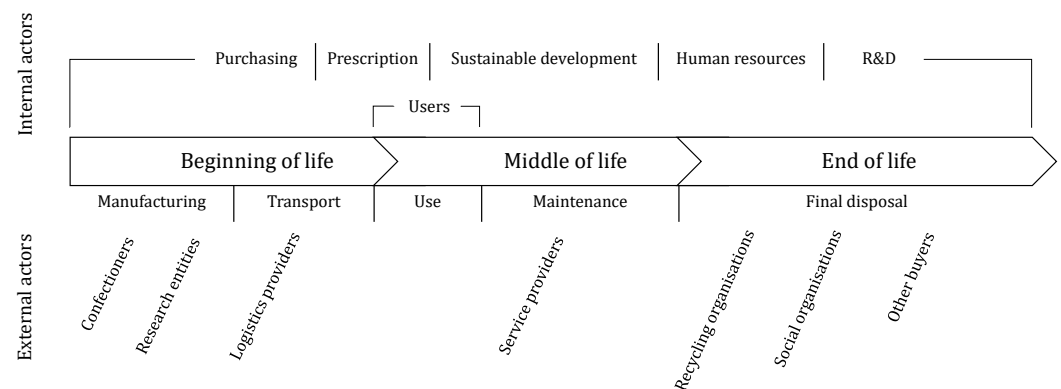 Internal actors
Purchasing
Prescription
Sustainable development
Human resources
R&D
Users
Beginning of life
Middle of life
End of life
Manufacturing
Transport
Use
Maintenance
Final disposal
External actors
Confectioners
Research entities
Logistics providers
Service providers
Recycling organisations
Social organisations
Other buyers